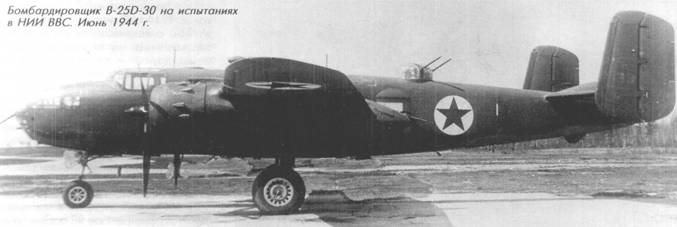 Бомбардировщик B-25D-30 на испытаниях
в НИИ ВВС. Июнь 1944 г.